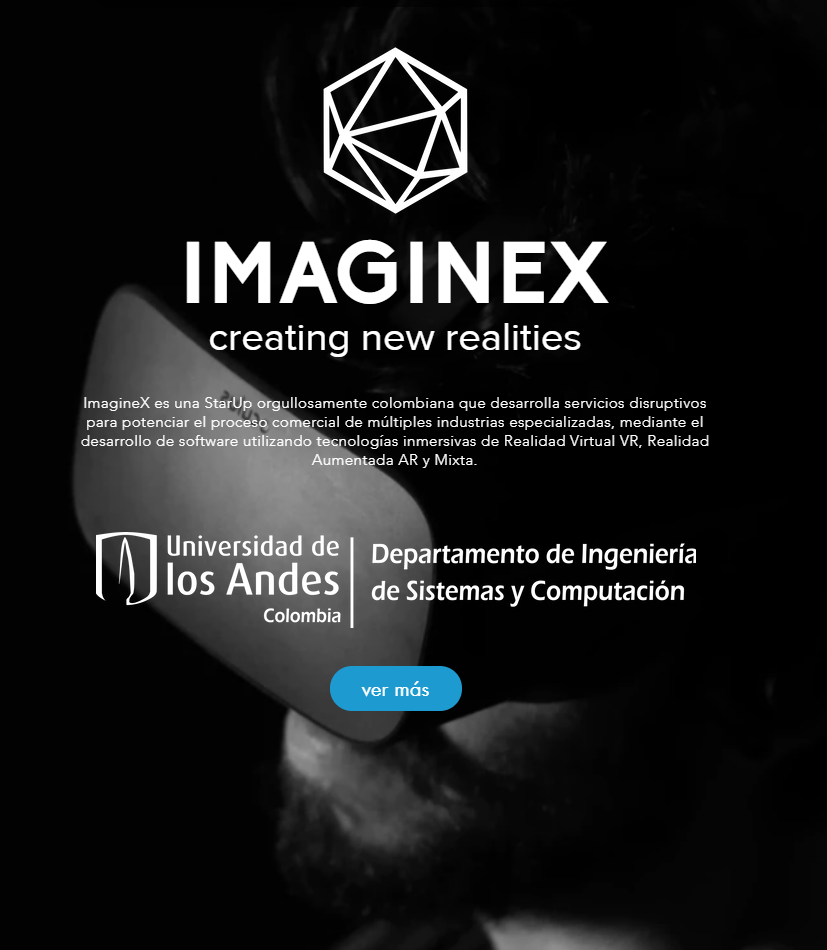 IMAGINEX
creating new realities
ImagineX es una StarUp orgullosamente colombiana que desarrolla servicios disruptivos
para potenciar el proceso comercial de múltiples industrias especializadas, mediante el
desarrollo de software utilizando tecnologías inmersivas de Realidad Virtual VR, Realidad
Aumentada AR y Mixta.
Universidad de
los Andes
Colombia
Departamento de Ingeniería
de Sistemas y Computación
ver más